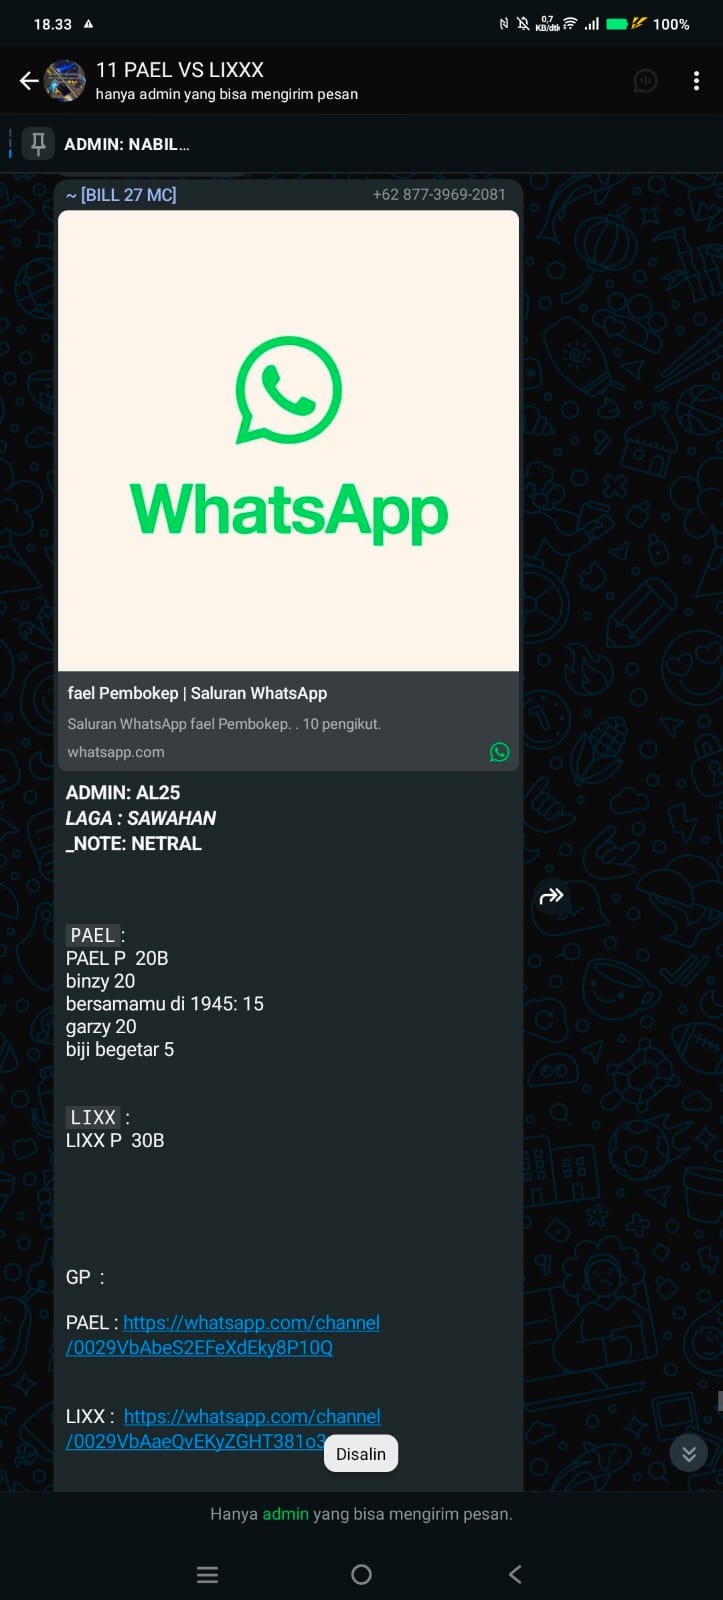 18.33
0,7
KB/dtk
100%
11 PAEL VS LIXXX
hanya admin yang bisa mengirim pesan
ADMIN: NABIL...
~ [BILL 27 MC]
+62 877-3969-2081
WhatsApp
fael Pembokep | Saluran WhatsApp
Saluran WhatsApp fael Pembokep. . 10 pengikut.
whatsapp.com
ADMIN: AL25
LAGA : SAWAHAN
_NOTE: NETRAL
PAEL :
PAEL P  20B
binzy 20
bersamamu di 1945: 15
garzy 20
biji begetar 5
LIXX :
LIXX P  30B
GP  :
PAEL : https://whatsapp.com/channel
/0029VbAbeS2EFeXdEky8P10Q
LIXX :  https://whatsapp.com/channel
/0029VbAaeQvEKyZGHT381o3
Disalin
Hanya admin yang bisa mengirim pesan.